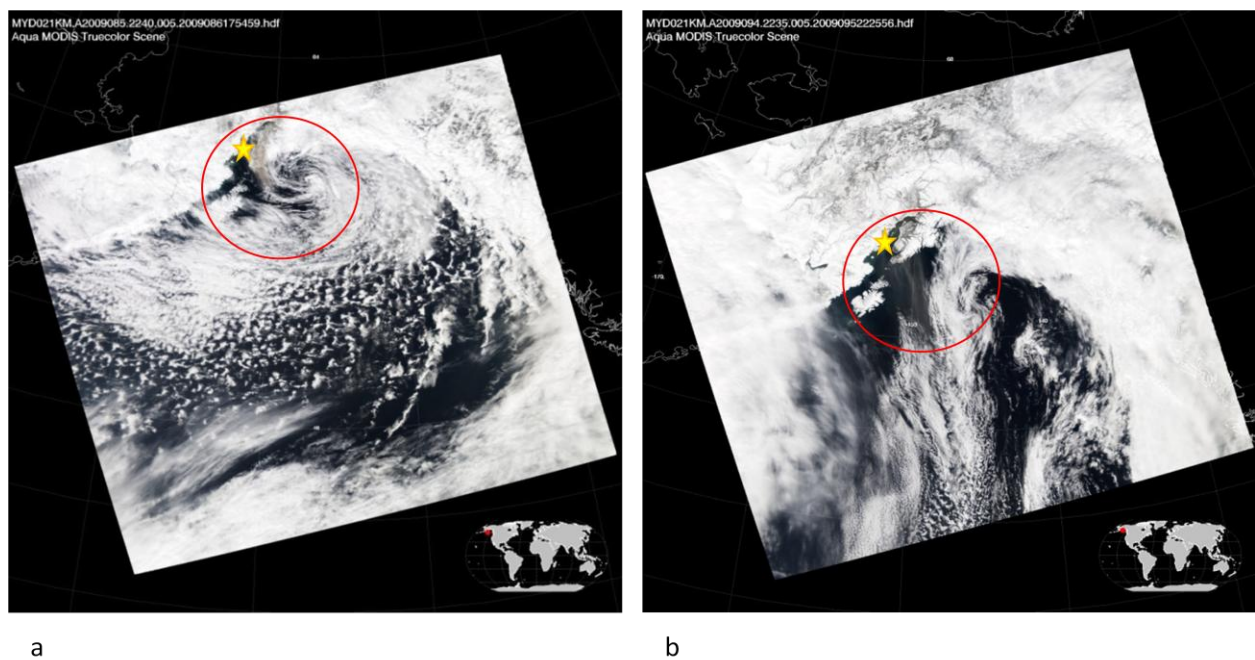 MYD021KM.A2009085.2240.005.2009086175459.hdf
Aqua MODIS Truecolor Scene
MYD021KM.A2009094.2235.005.2009095222556.hdf
Aqua MODIS Truecolor Scene
a
b